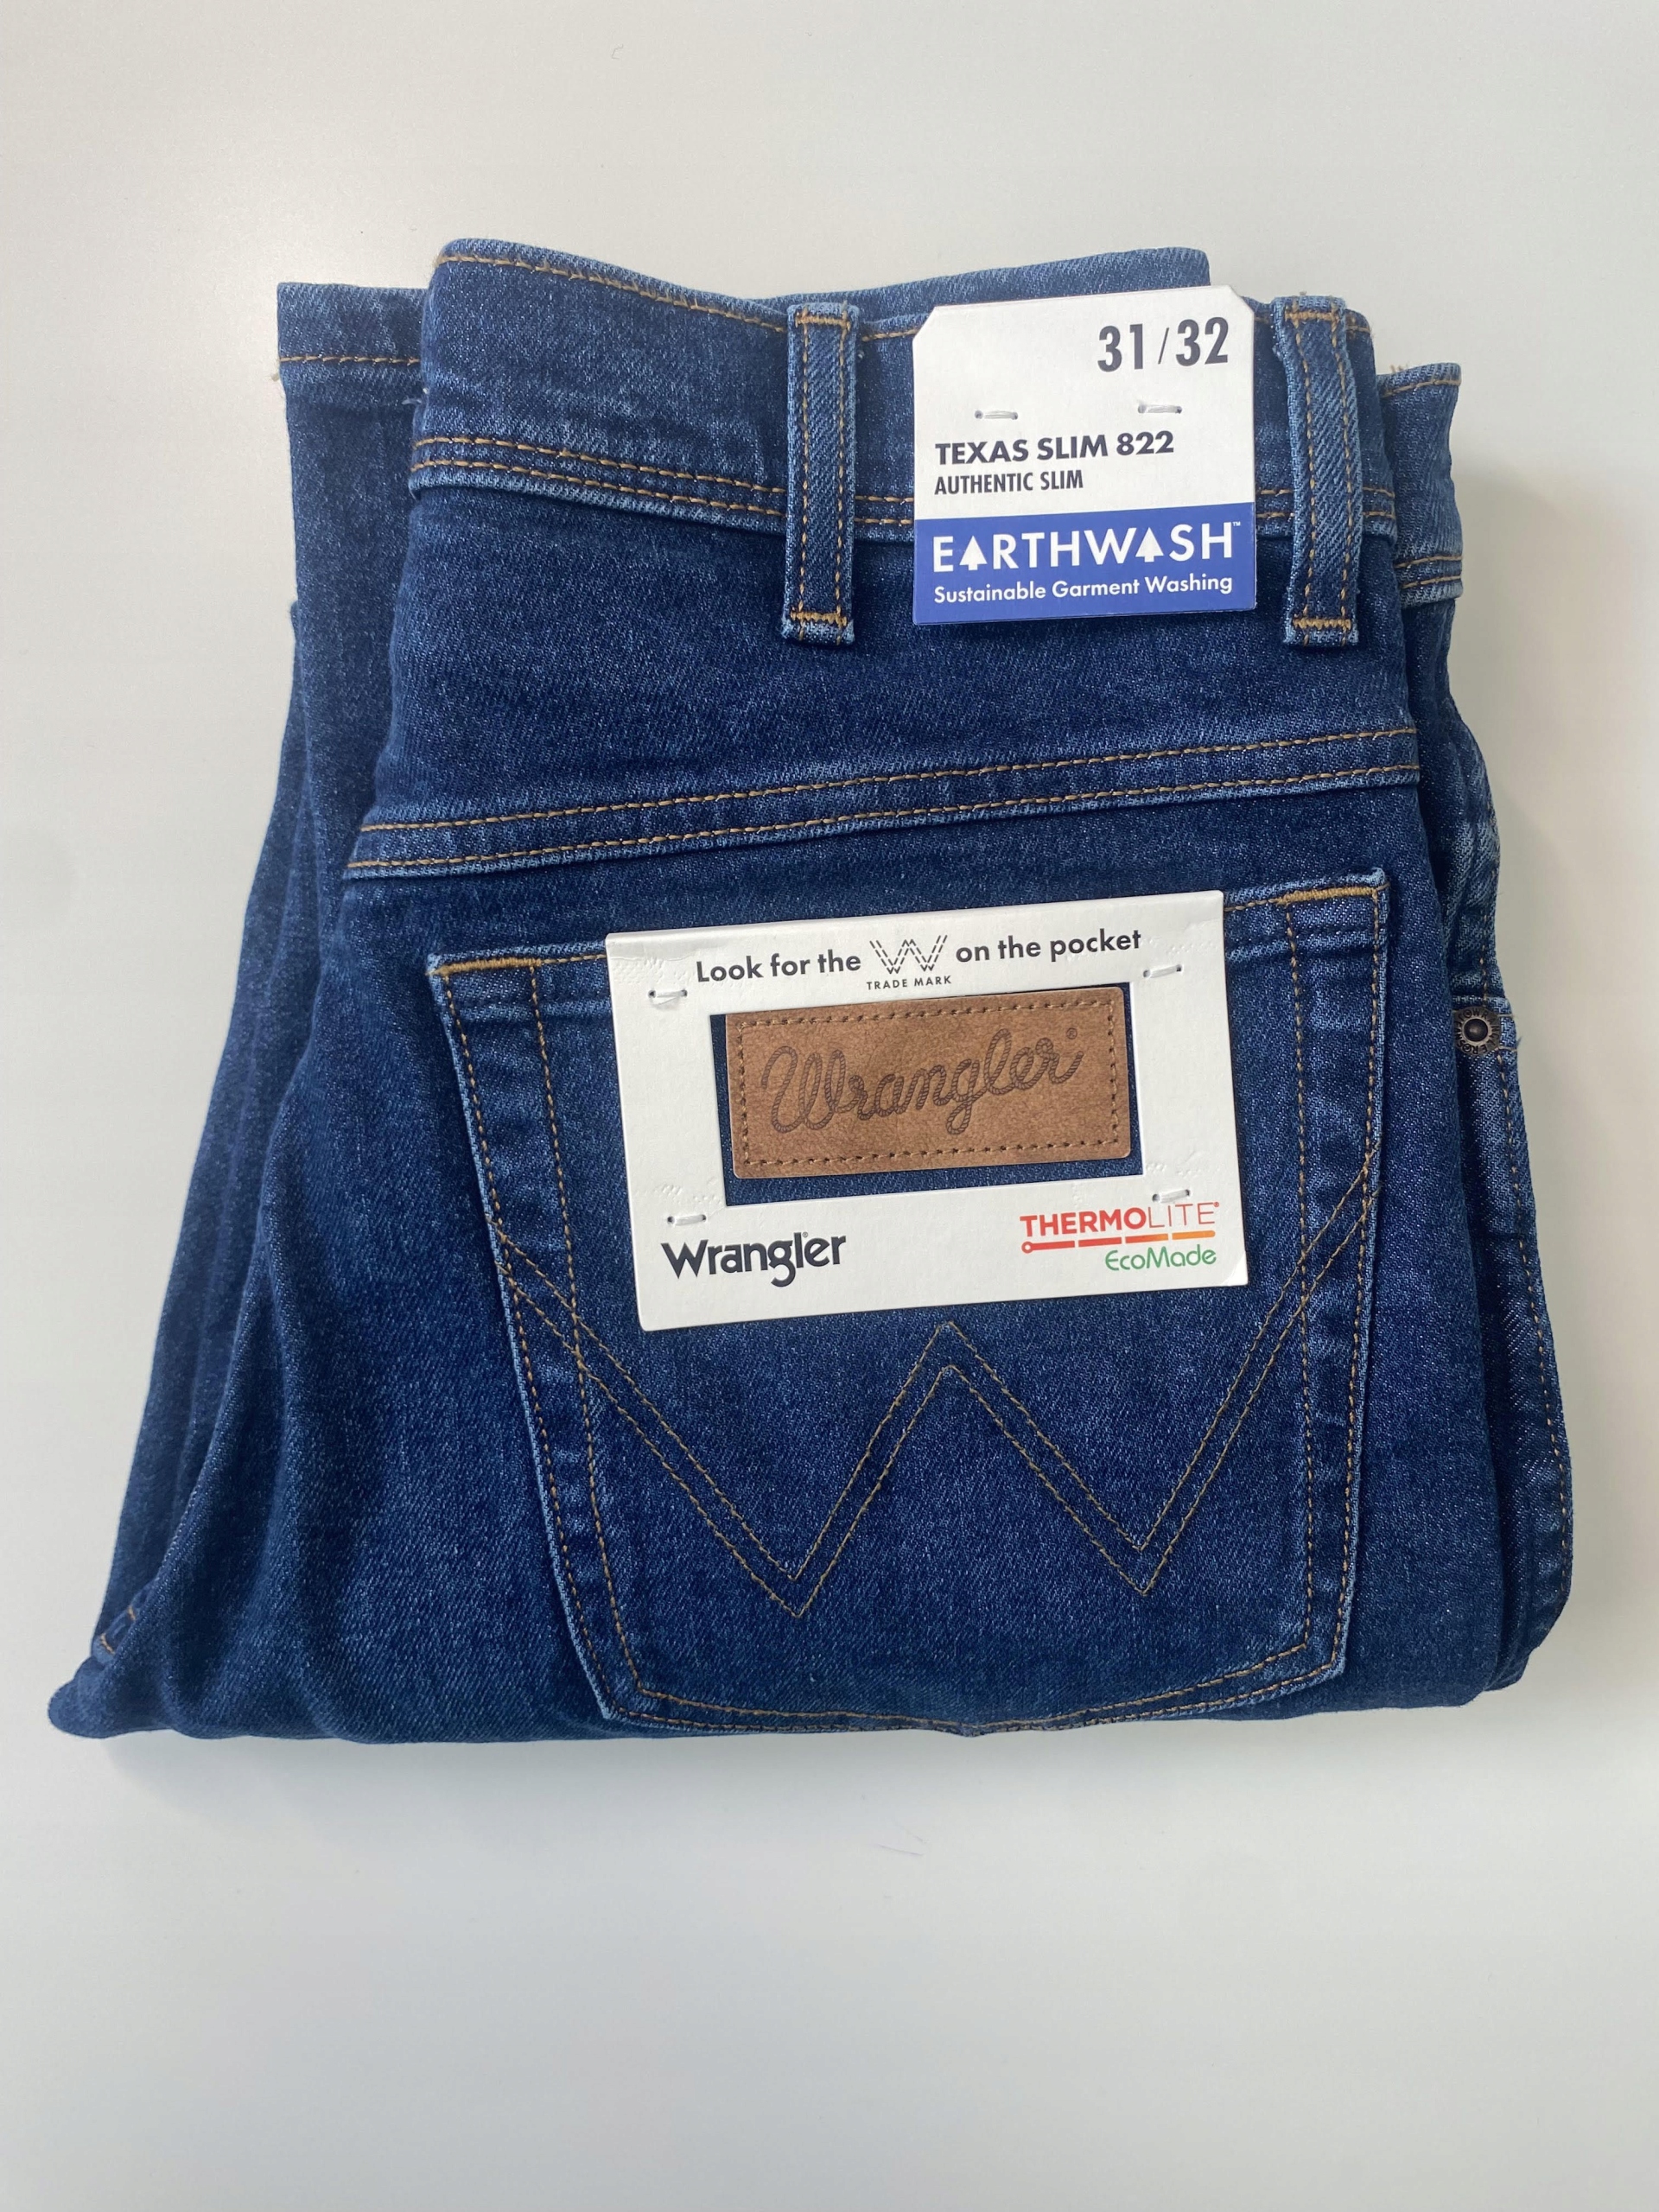 31/32
TEXAS SLIM 822
AUTHENTIC SLIM
EARTHWASH™
Sustainable Garment Washing
Look for the W on the pocket
TRADE MARK
Wrangler®
Wrangler
THERMOLITE®
EcoMade